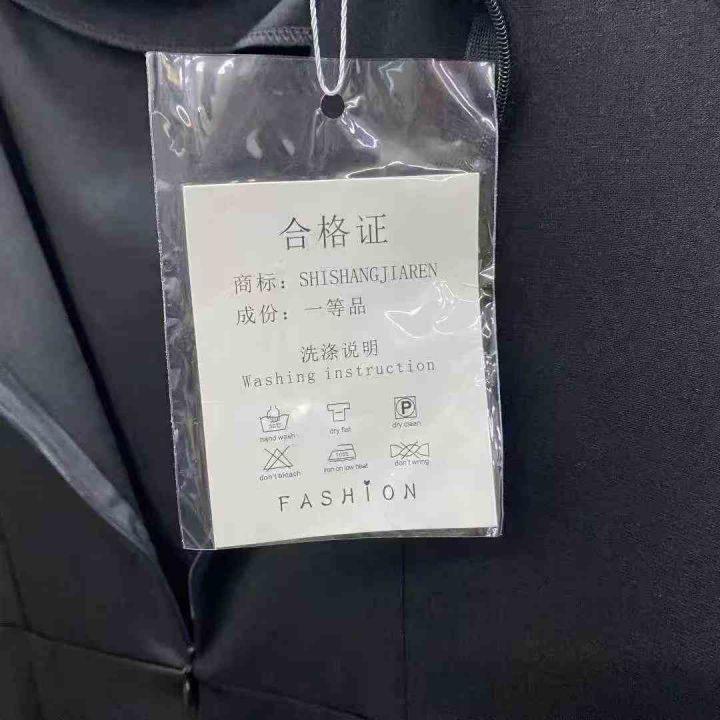 合格证
商标：SHISHANGJIAREN
成份：一等品
洗涤说明
Washing instruction
30℃
hand wash
dry flat
P
dry clean
don't bleach
iron on low heat
don't wring
FASHION